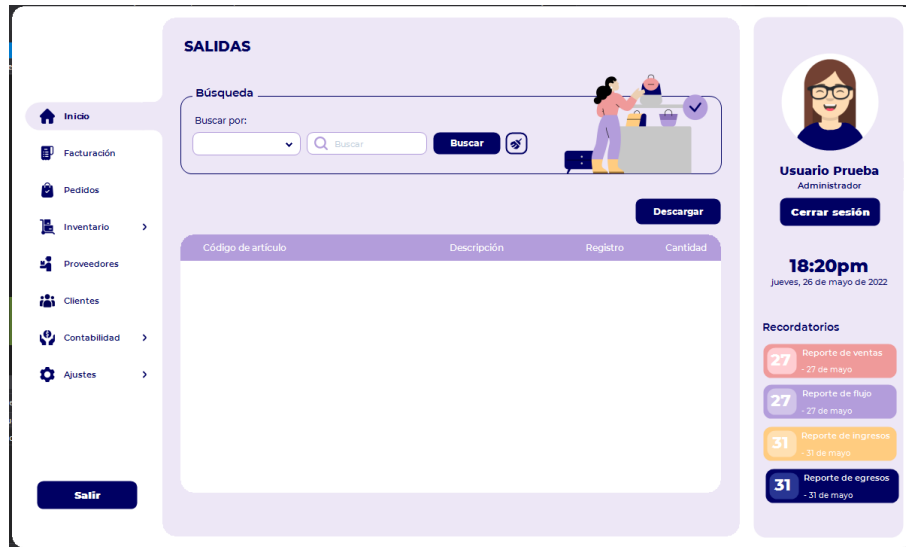 Inicio
Facturación
Pedidos
Inventario
Proveedores
Clientes
Contabilidad
Ajustes
Salir
SALIDAS
Búsqueda
Buscar por:
Buscar
Buscar
Descargar
Código de artículo Descripción Registro Cantidad
Usuario Prueba
Administrador
Cerrar sesión
18:20pm
jueves, 26 de mayo de 2022
Recordatorios
27 Reporte de ventas
- 27 de mayo
27 Reporte de flujo
- 27 de mayo
31 Reporte de ingresos
- 31 de mayo
31 Reporte de egresos
- 31 de mayo